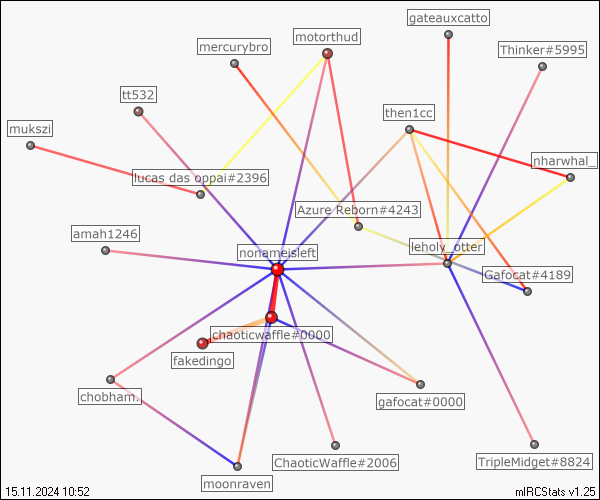 gateauxcatto
motorthud
mercurybro
Thinker#5995
tt532
then1cc
mukszi
nharwhal_
lucas das oppai#2396
Azure Reborn#4243
amah1246
nonameisleft
leholy_otter
Gafocat#4189
chaoticwaffle#0000
fakedingo
chobham.
gafocat#0000
ChaoticWaffle#2006
TripleMidget#8824
moonraven
15.11.2024 10:52
mIRCStats v1.25